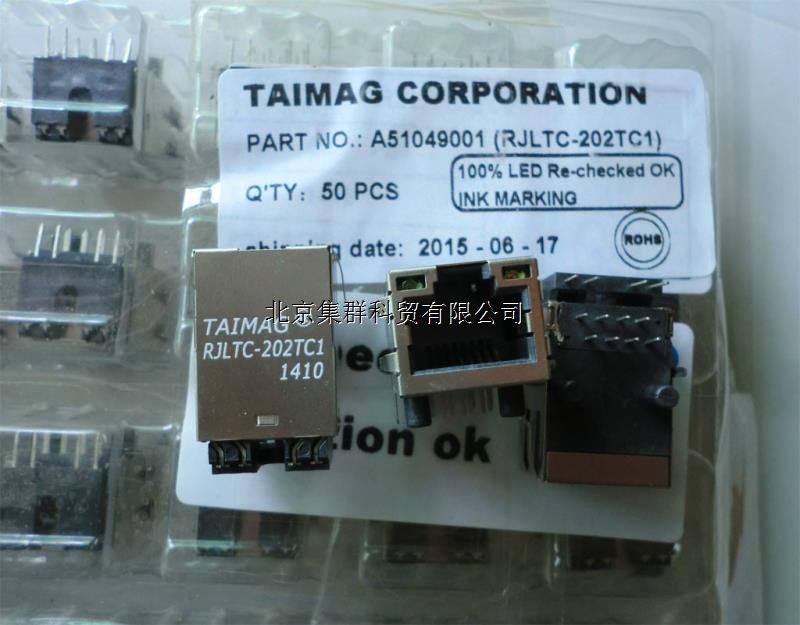 TAIMAG CORPORATION
PART NO.: A51049001 (RJLTC-202TC1)
100% LED Re-checked OK
INK MARKING
Q'TY: 50 PCS
ROHS
shipping date: 2015 - 06 - 17
北京集群科贸有限公司
TAIMAG®
RJLTC-202TC1
1410
ok